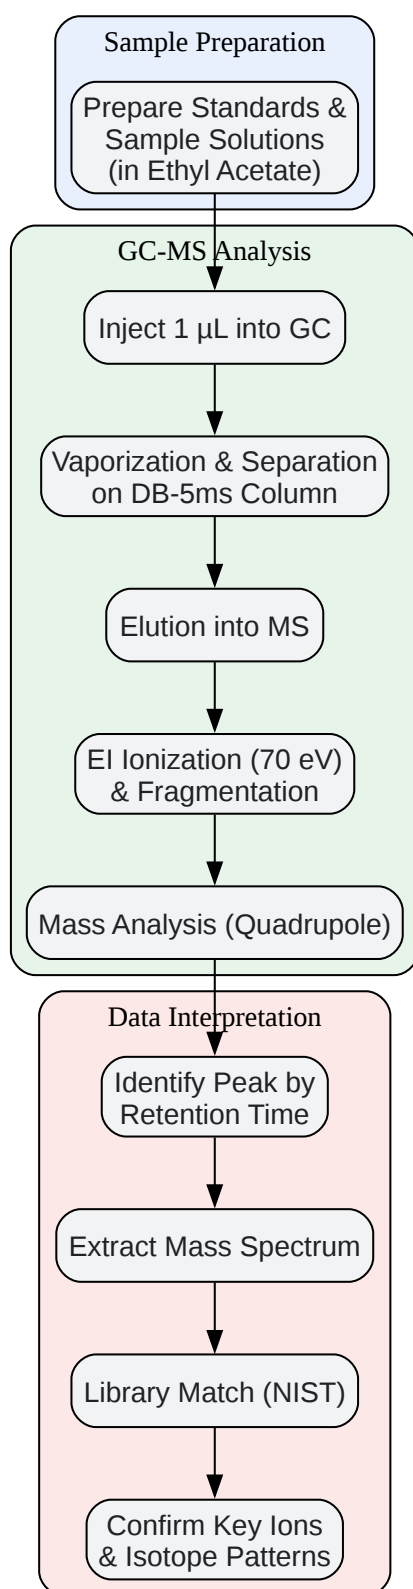 Sample Preparation
Prepare Standards &
Sample Solutions
(in Ethyl Acetate)
GC-MS Analysis
Inject 1 µL into GC
Vaporization & Separation
on DB-5ms Column
Elution into MS
EI Ionization (70 eV)
& Fragmentation
Mass Analysis (Quadrupole)
Data Interpretation
Identify Peak by
Retention Time
Extract Mass Spectrum
Library Match (NIST)
Confirm Key Ions
& Isotope Patterns